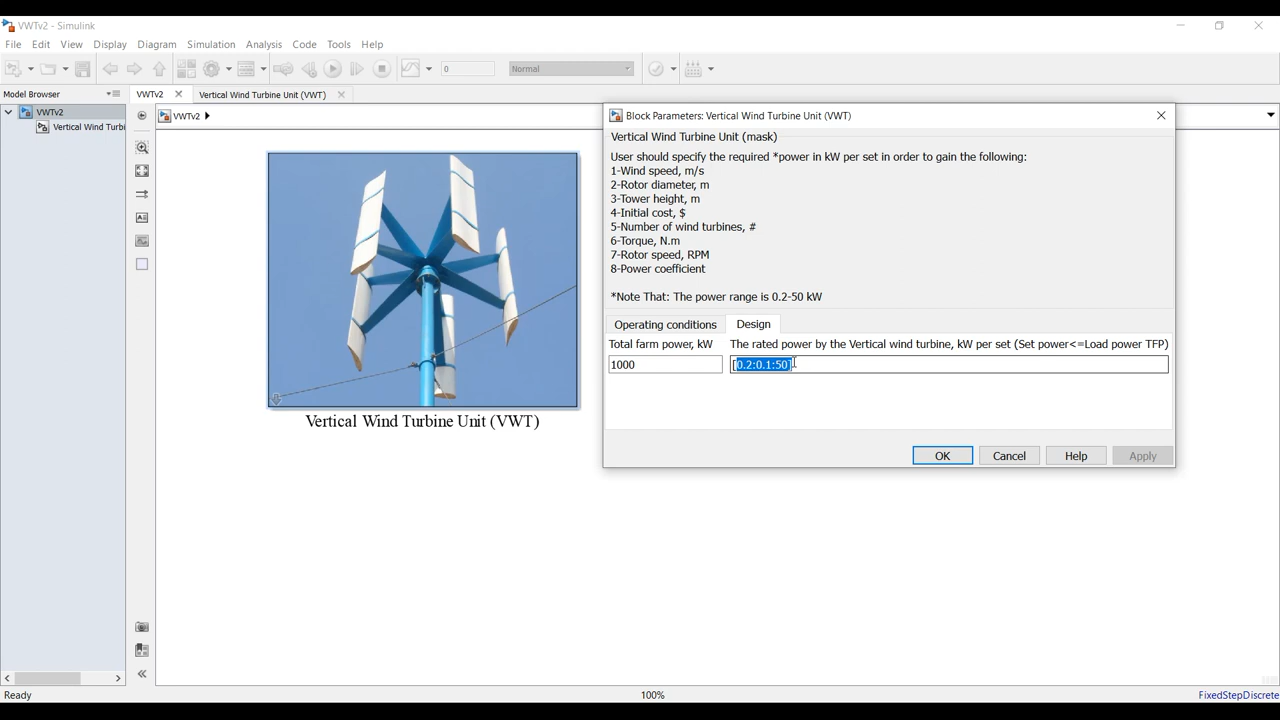 VWTv2 - Simulink
File Edit View Display Diagram Simulation Analysis Code Tools Help
0 Normal
Model Browser
VWTv2
Vertical Wind Turbine Unit (VWT)
VWTv2
Vertical Wind Turbi
VWTv2
Vertical Wind Turbine Unit (VWT)
Block Parameters: Vertical Wind Turbine Unit (VWT)
Vertical Wind Turbine Unit (mask)
User should specify the required *power in kW per set in order to gain the following:
1-Wind speed, m/s
2-Rotor diameter, m
3-Tower height, m
4-Initial cost, $
5-Number of wind turbines, #
6-Torque, N.m
7-Rotor speed, RPM
8-Power coefficient
*Note That: The power range is 0.2-50 kW
Operating conditions Design
Total farm power, kW The rated power by the Vertical wind turbine, kW per set (Set power<=Load power TFP)
1000 [0.2:0.1:50]
OK Cancel Help Apply
Ready 100% FixedStepDiscrete